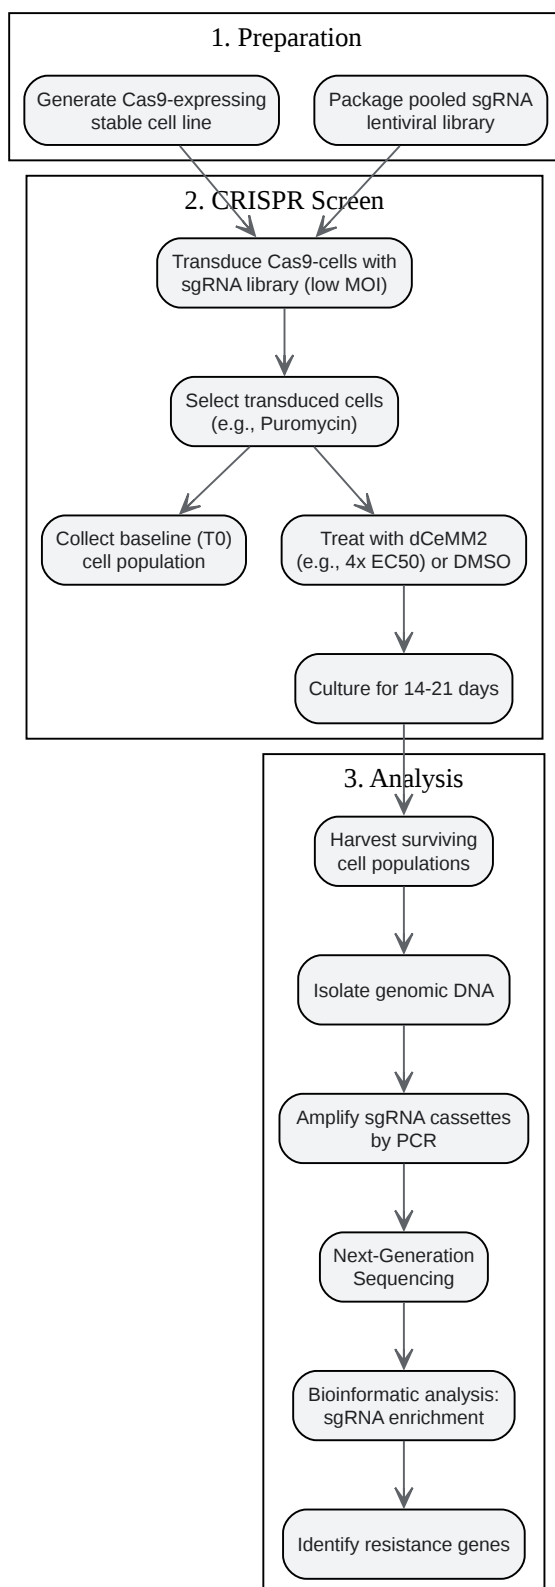 1. Preparation
Generate Cas9-expressing
stable cell line
Package pooled sgRNA
lentiviral library
2. CRISPR Screen
Transduce Cas9-cells with
sgRNA library (low MOI)
Select transduced cells
(e.g., Puromycin)
Collect baseline (T0)
cell population
Treat with dCeMM2
(e.g., 4x EC50) or DMSO
Culture for 14-21 days
3. Analysis
Harvest surviving
cell populations
Isolate genomic DNA
Amplify sgRNA cassettes
by PCR
Next-Generation
Sequencing
Bioinformatic analysis:
sgRNA enrichment
Identify resistance genes